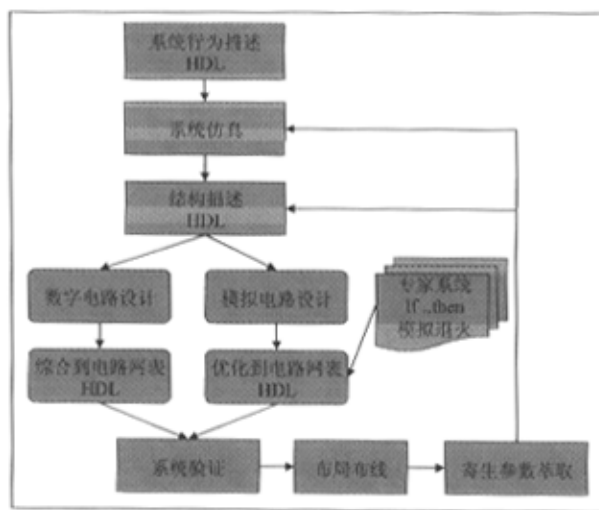 系统行为描述
HDL
系统仿真
结构描述
HDL
数字电路设计
模拟电路设计
专家系统
If ..then
模拟退火
综合到电路网表
HDL
优化到电路网表
HDL
系统验证
布局布线
寄生参数萃取